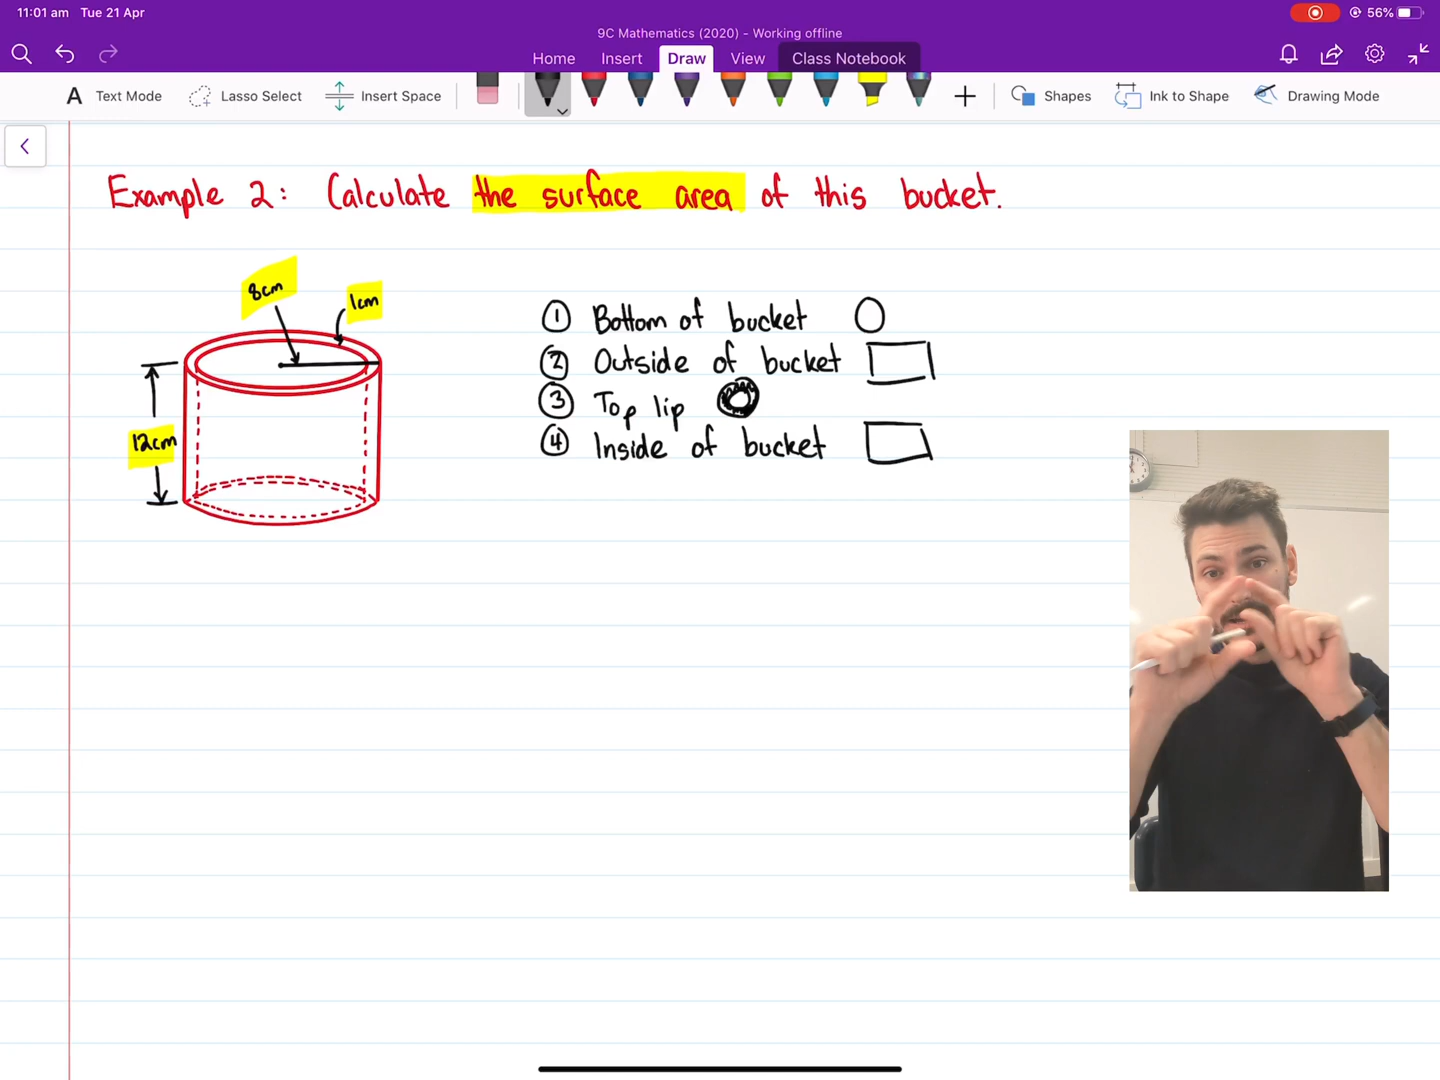 11:01 am Tue 21 Apr 56%
9C Mathematics (2020) - Working offline
Home Insert Draw View Class Notebook
A Text Mode Lasso Select Insert Space Shapes Ink to Shape Drawing Mode
Example 2: Calculate the surface area of this bucket.
8cm
1cm
12cm
① Bottom of bucket
② Outside of bucket
③ Top lip
④ Inside of bucket